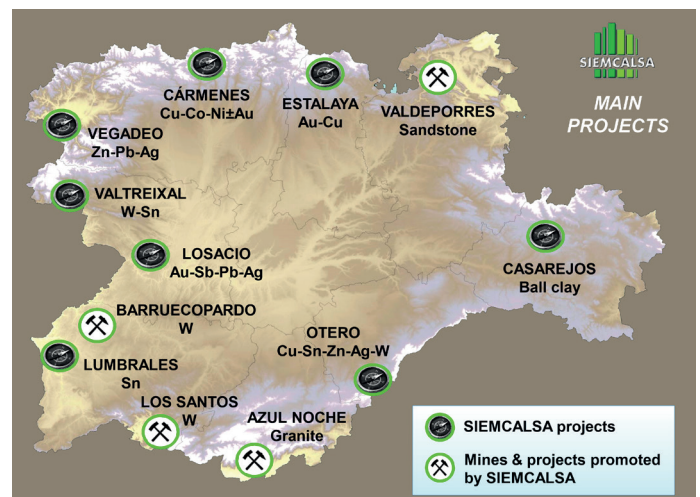 SIEMCALSA
MAIN
PROJECTS
CÁRMENES
Cu-Co-Ni±Au
ESTALAYA
Au-Cu
VALDEPORRES
Sandstone
VEGADEO
Zn-Pb-Ag
VALTREIXAL
W-Sn
LOSACIO
Au-Sb-Pb-Ag
CASAREJOS
Ball clay
BARRUECOPARDO
W
OTERO
Cu-Sn-Zn-Ag-W
LUMBRALES
Sn
LOS SANTOS
W
AZUL NOCHE
Granite
SIEMCALSA projects
Mines & projects promoted
by SIEMCALSA